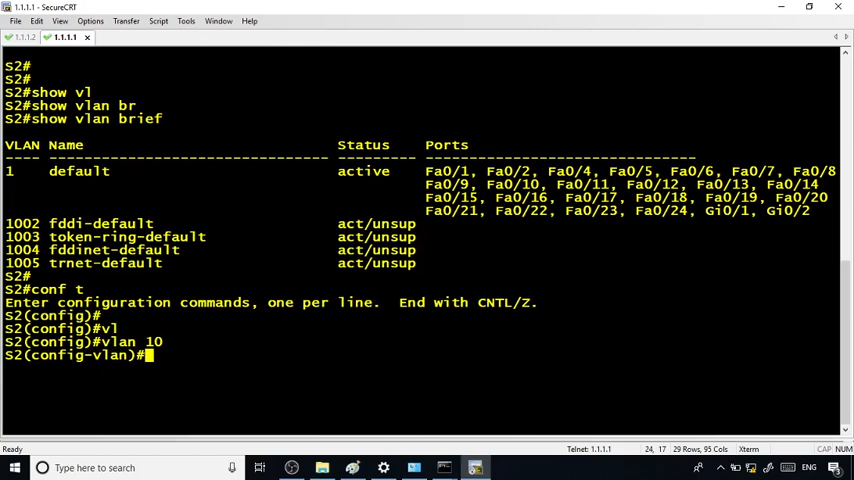 1.1.1.1 - SecureCRT
File Edit View Options Transfer Script Tools Window Help
1.1.1.2 1.1.1.1
S2#
S2#
S2#show vl
S2#show vlan br
S2#show vlan brief
VLAN Name Status Ports
---- -------------------------------- --------- -------------------------------
1 default active Fa0/1, Fa0/2, Fa0/4, Fa0/5, Fa0/6, Fa0/7, Fa0/8
Fa0/9, Fa0/10, Fa0/11, Fa0/12, Fa0/13, Fa0/14
Fa0/15, Fa0/16, Fa0/17, Fa0/18, Fa0/19, Fa0/20
Fa0/21, Fa0/22, Fa0/23, Fa0/24, Gi0/1, Gi0/2
1002 fddi-default act/unsup
1003 token-ring-default act/unsup
1004 fddinet-default act/unsup
1005 trnet-default act/unsup
S2#
S2#conf t
Enter configuration commands, one per line. End with CNTL/Z.
S2(config)#
S2(config)#vl
S2(config)#vlan 10
S2(config-vlan)#
Ready Telnet: 1.1.1.1 24, 17 29 Rows, 95 Cols Xterm CAP NUM
Type here to search ENG 3